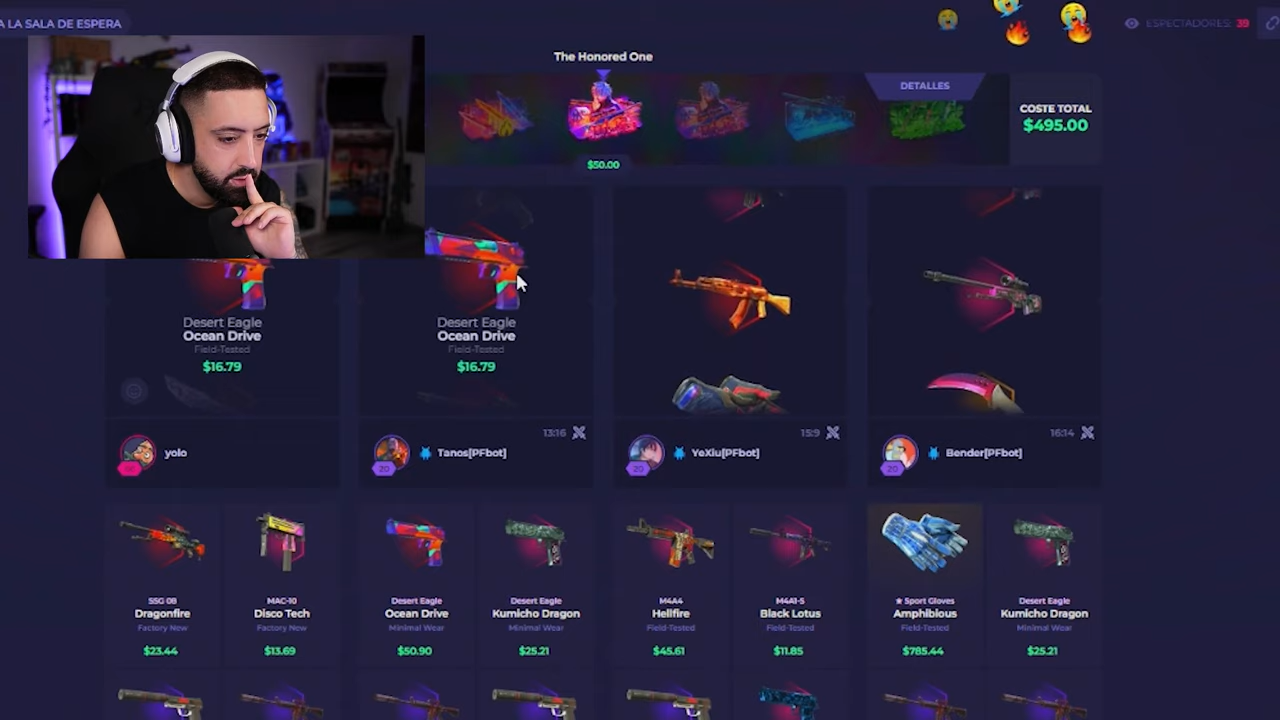 A LA SALA DE ESPERA
ESPECTADORES: 39
The Honored One
DETALLES
COSTE TOTAL
$495.00
$50.00
Desert Eagle
Ocean Drive
Field-Tested
$16.79
Desert Eagle
Ocean Drive
Field-Tested
$16.79
yolo
13:16
20
Tanos[PFbot]
15:9
20
YeXiu[PFbot]
16:14
20
Bender[PFbot]
SSG 08
Dragonfire
Factory New
$23.44
MAC-10
Disco Tech
Factory New
$13.69
Desert Eagle
Ocean Drive
Minimal Wear
$50.90
Desert Eagle
Kumicho Dragon
Minimal Wear
$25.21
M4A4
Hellfire
Field-Tested
$45.61
M4A1-S
Black Lotus
Field-Tested
$11.85
★ Sport Gloves
Amphibious
Field-Tested
$785.44
Desert Eagle
Kumicho Dragon
Minimal Wear
$25.21